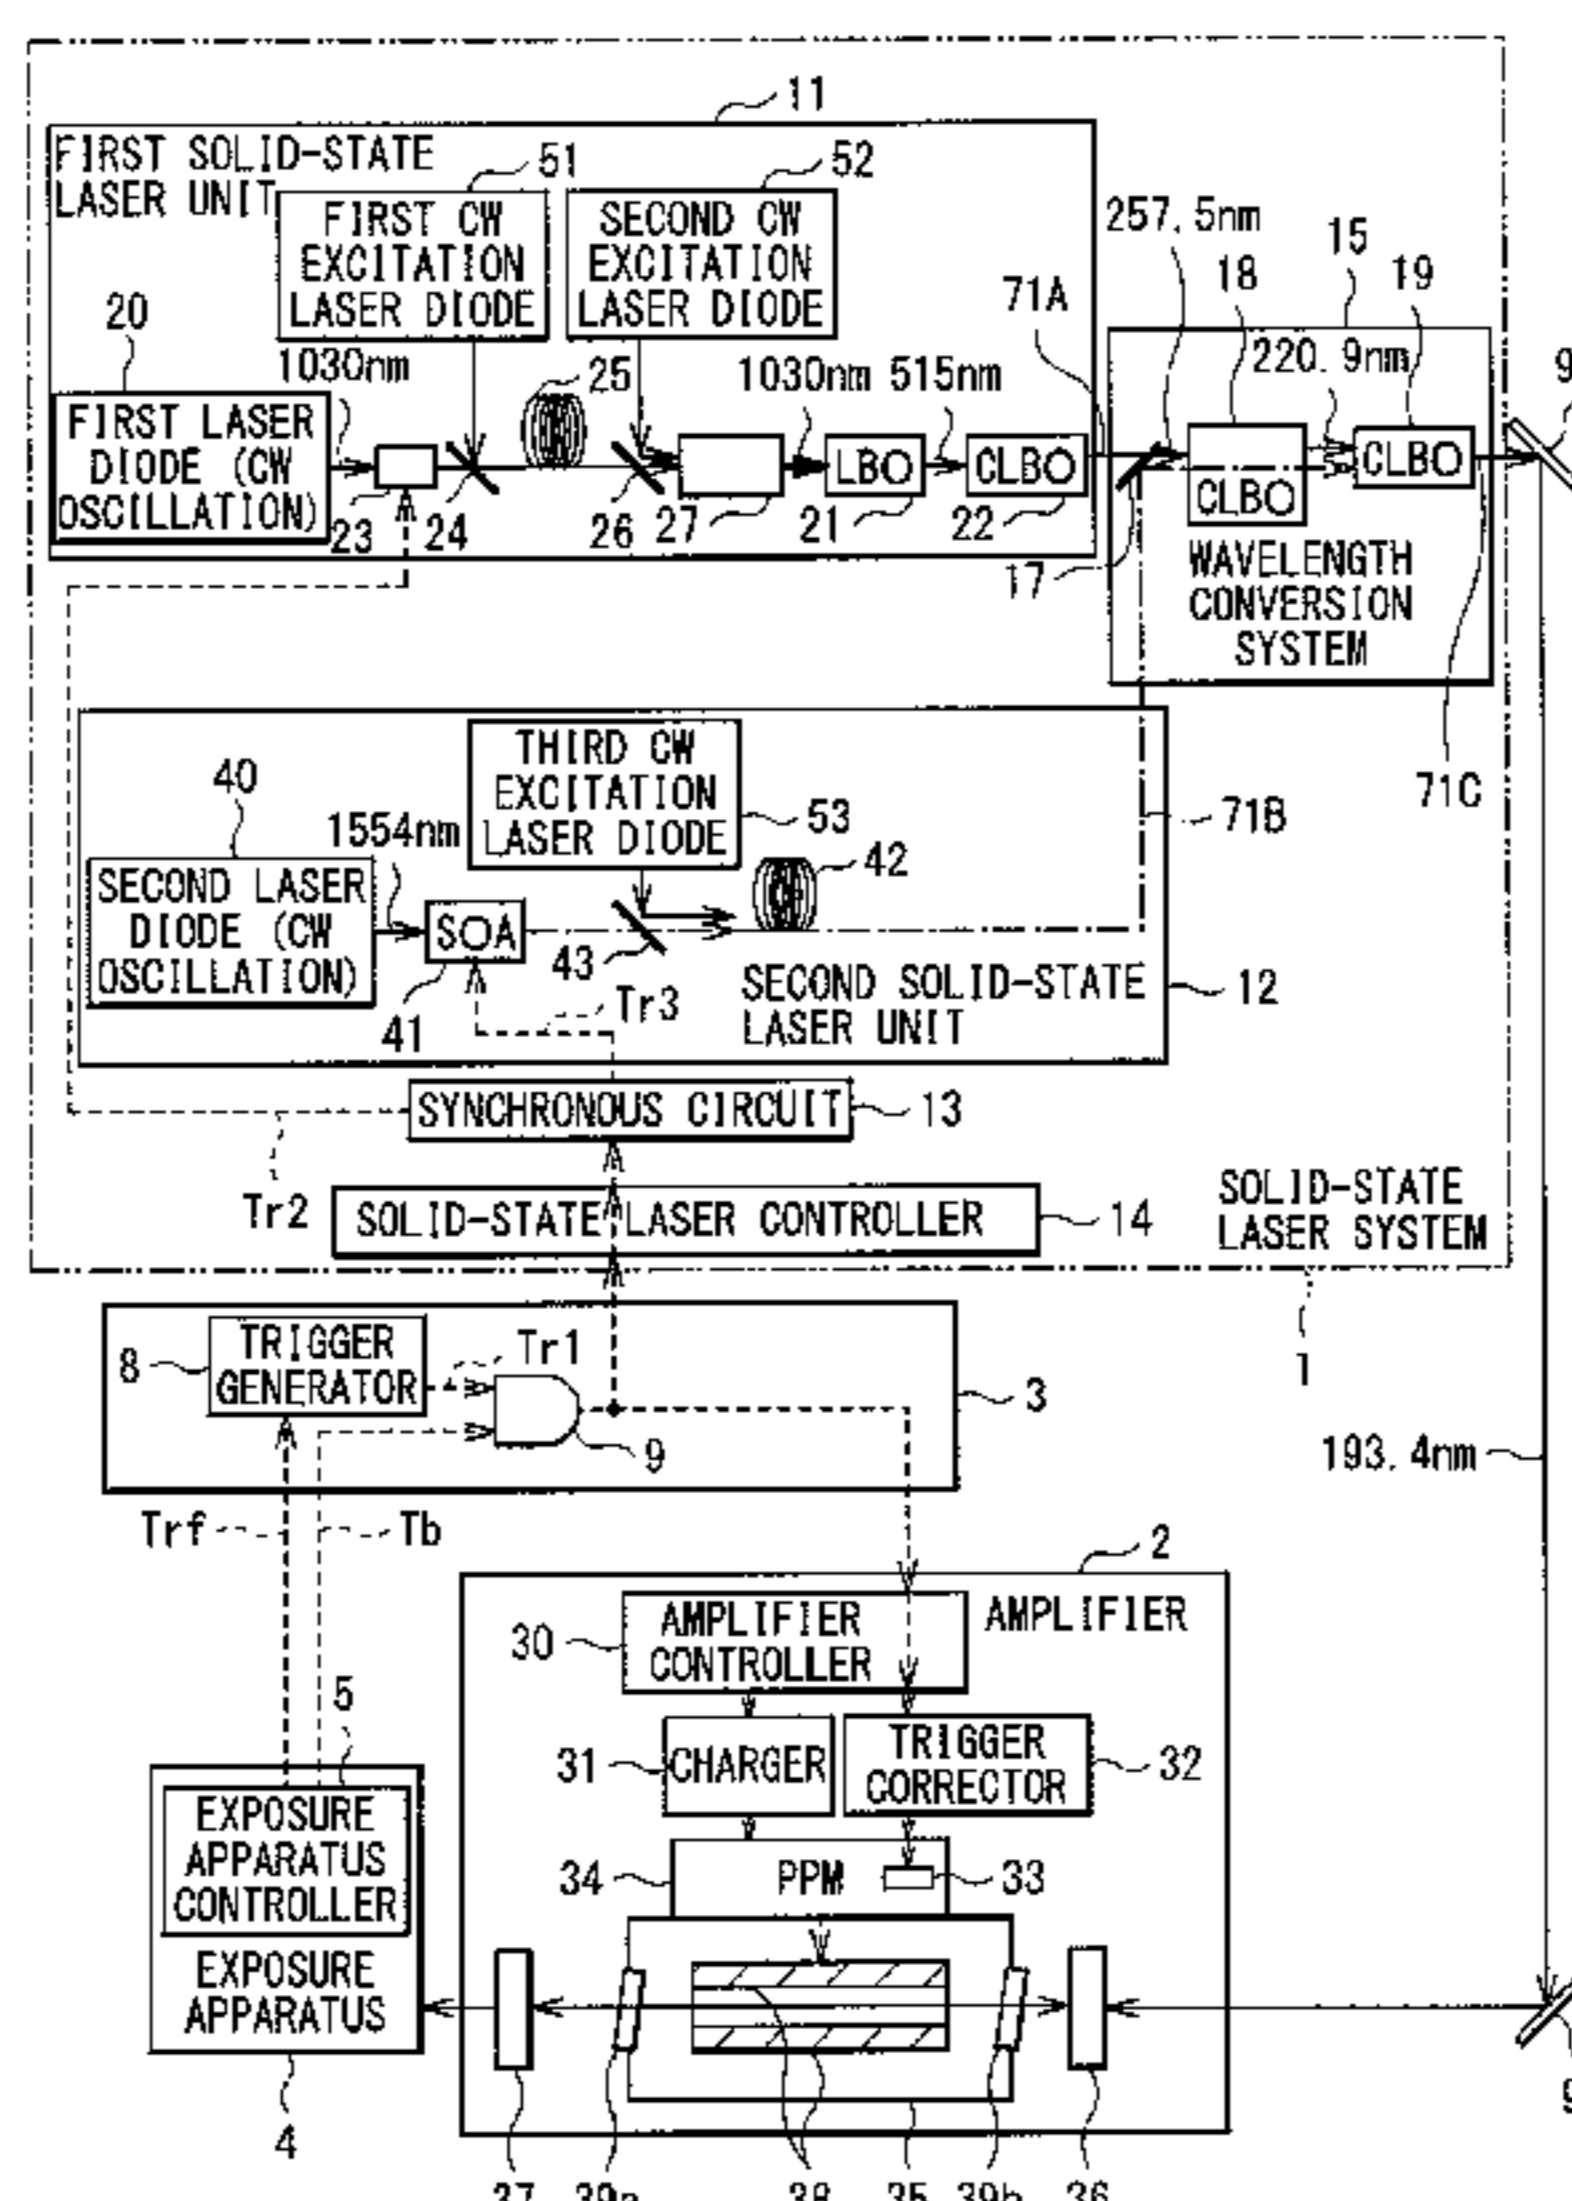 11
FIRST SOLID-STATE
LASER UNIT
51
52
FIRST CW
EXCITATION
LASER DIODE
SECOND CW
EXCITATION
LASER DIODE
257.5nm
15
18
19
71A
20
1030nm
25
1030nm
515nm
220.9nm
FIRST LASER
DIODE (CW
OSCILLATION)
LBO
CLBO
CLBO
CLBO
23
24
26
27
21
22
17
WAVELENGTH
CONVERSION
SYSTEM
71C
THIRD CW
EXCITATION
LASER DIODE
40
53
71B
1554nm
42
SECOND LASER
DIODE (CW
OSCILLATION)
SOA
43
41
Tr3
SECOND SOLID-STATE
LASER UNIT
12
SYNCHRONOUS CIRCUIT
13
Tr2
SOLID-STATE LASER CONTROLLER
14
SOLID-STATE
LASER SYSTEM
1
8
TRIGGER
GENERATOR
Tr1
9
3
193.4nm
Trf
Tb
2
AMPLIFIER
30
AMPLIFIER
CONTROLLER
5
31
CHARGER
TRIGGER
CORRECTOR
32
EXPOSURE
APPARATUS
CONTROLLER
34
PPM
33
EXPOSURE
APPARATUS
4
37
39a
38
35
39b
36